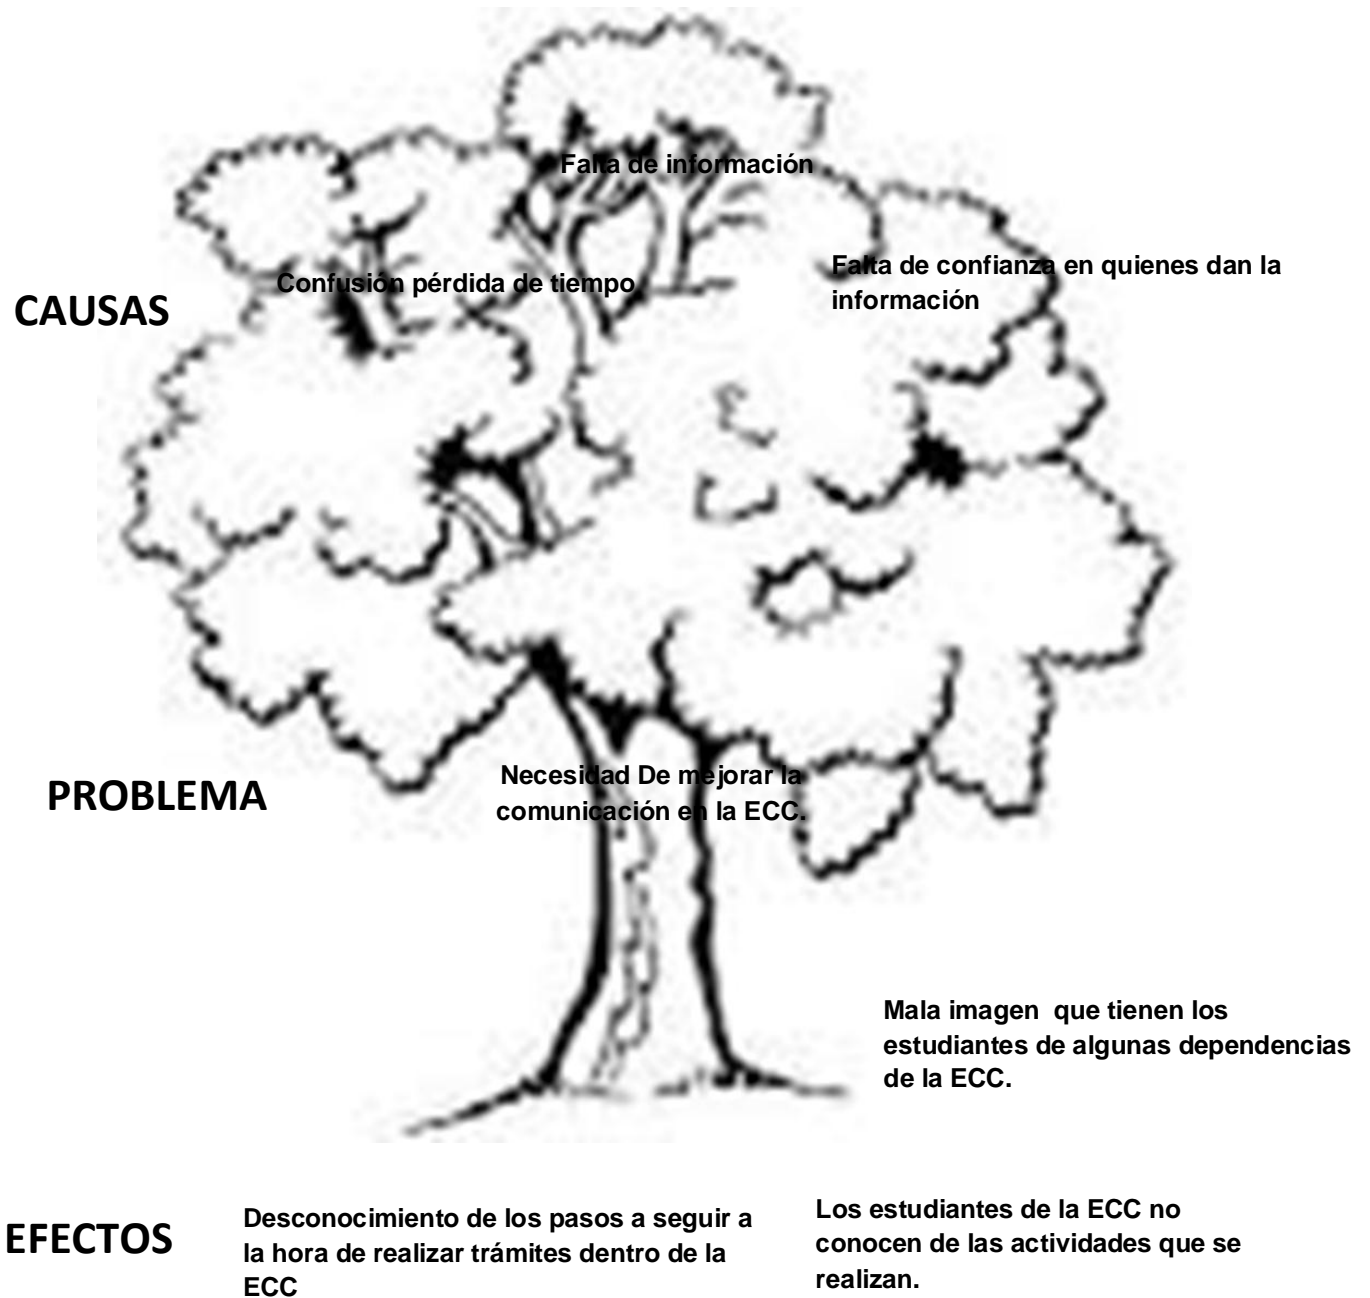 Falta de información
Confusión pérdida de tiempo
Falta de confianza en quienes dan la
información
CAUSAS
PROBLEMA
Necesidad De mejorar la
comunicación en la ECC.
Mala imagen que tienen los
estudiantes de algunas dependencias
de la ECC.
EFECTOS
Desconocimiento de los pasos a seguir a
la hora de realizar trámites dentro de la
ECC
Los estudiantes de la ECC no
conocen de las actividades que se
realizan.